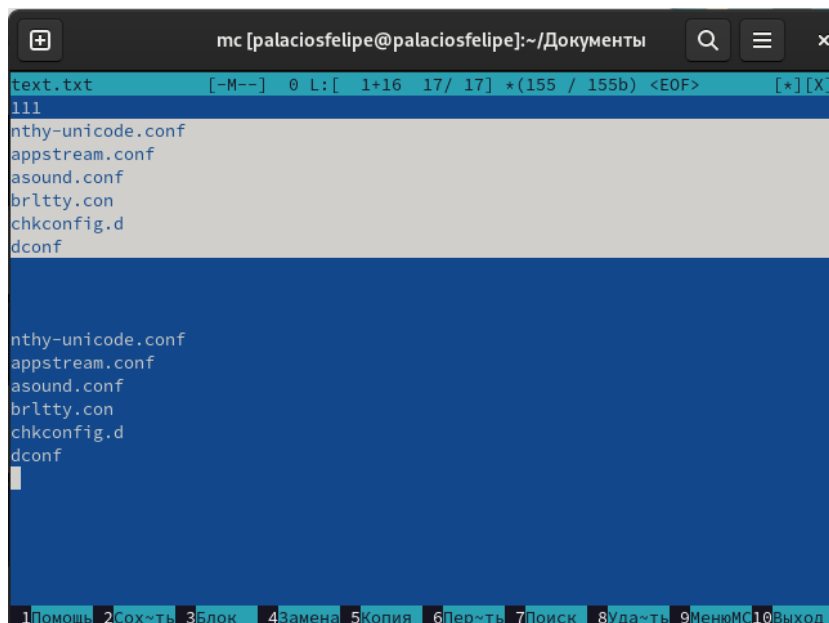 mc [palaciosfelipe@palaciosfelipe]:~/Документы
text.txt [-M--] 0 L:[ 1+16 17/ 17] *(155 / 155b) <EOF> [*][X]
111
nthy-unicode.conf
appstream.conf
asound.conf
brltty.con
chkconfig.d
dconf
nthy-unicode.conf
appstream.conf
asound.conf
brltty.con
chkconfig.d
dconf
1Помощь 2Сох~ть 3Блок 4Замена 5Копия 6Пер~ть 7Поиск 8Уда~ть 9МенюMC10Выход